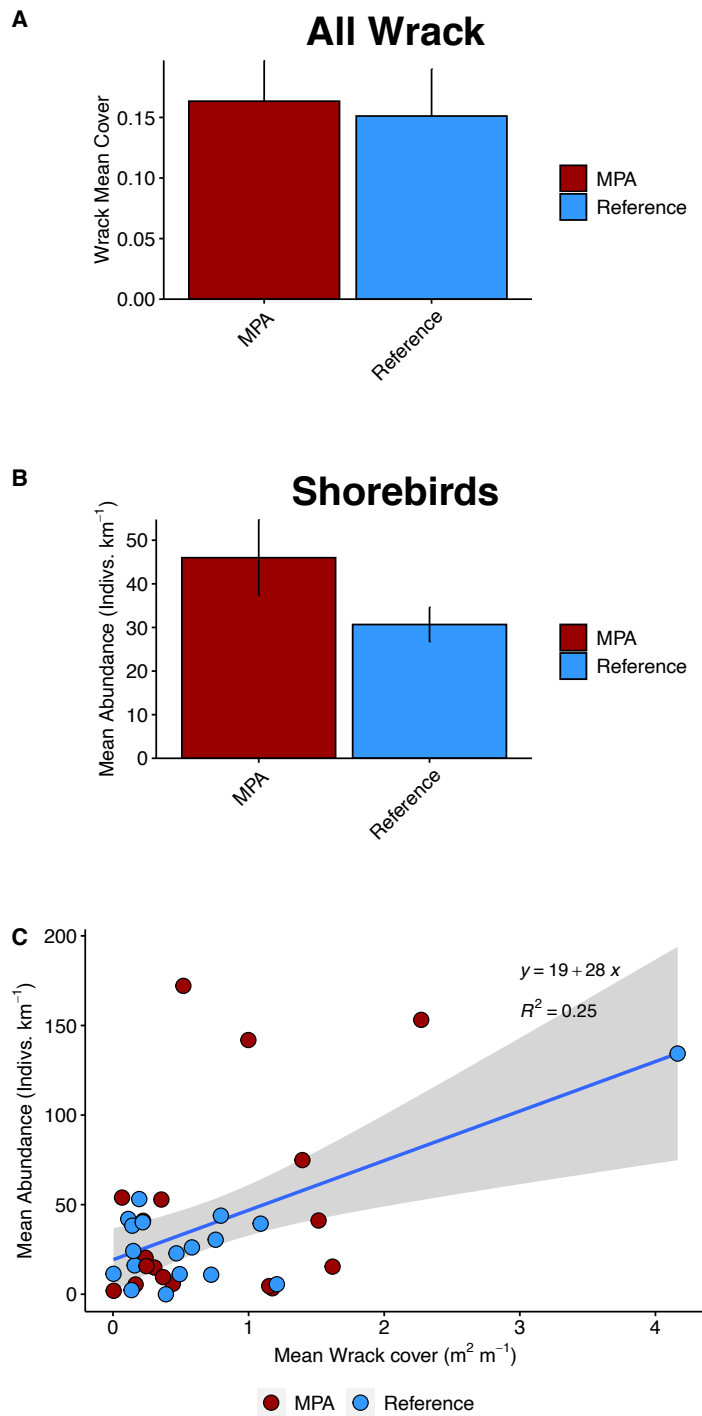 A
All Wrack
Wrack Mean Cover
0.15
0.10
0.05
0.00
MPA
Reference
MPA
Reference
B
Shorebirds
Mean Abundance (Indivs. km⁻¹)
50
40
30
20
10
0
MPA
Reference
MPA
Reference
C
Mean Abundance (Indivs. km⁻¹)
200
150
100
50
0
y = 19 + 28 x
R² = 0.25
0 1 2 3 4
Mean Wrack cover (m² m⁻¹)
MPA Reference